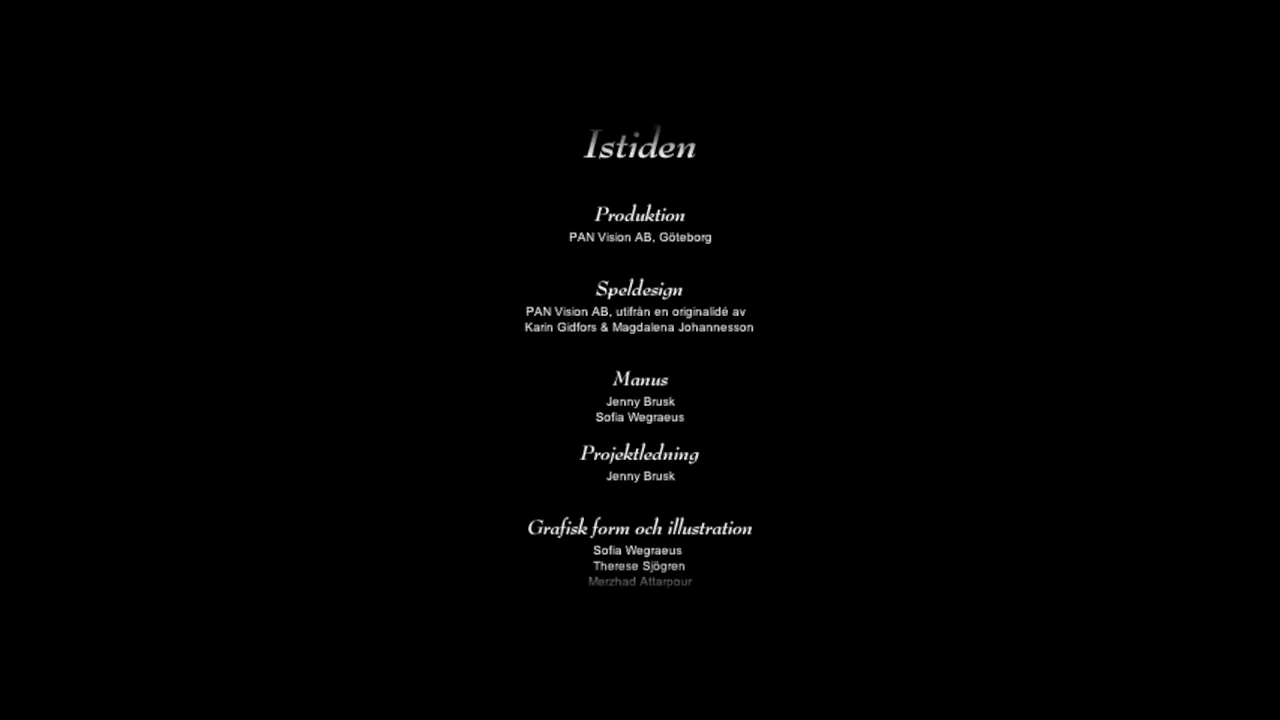 Istiden
Produktion
PAN Vision AB, Göteborg
Speldesign
PAN Vision AB, utifrån en originalidé av
Karin Gidfors & Magdalena Johannesson
Manus
Jenny Brusk
Sofia Wegraeus
Projektledning
Jenny Brusk
Grafisk form och illustration
Sofia Wegraeus
Therese Sjögren
Merzhad Attarpour